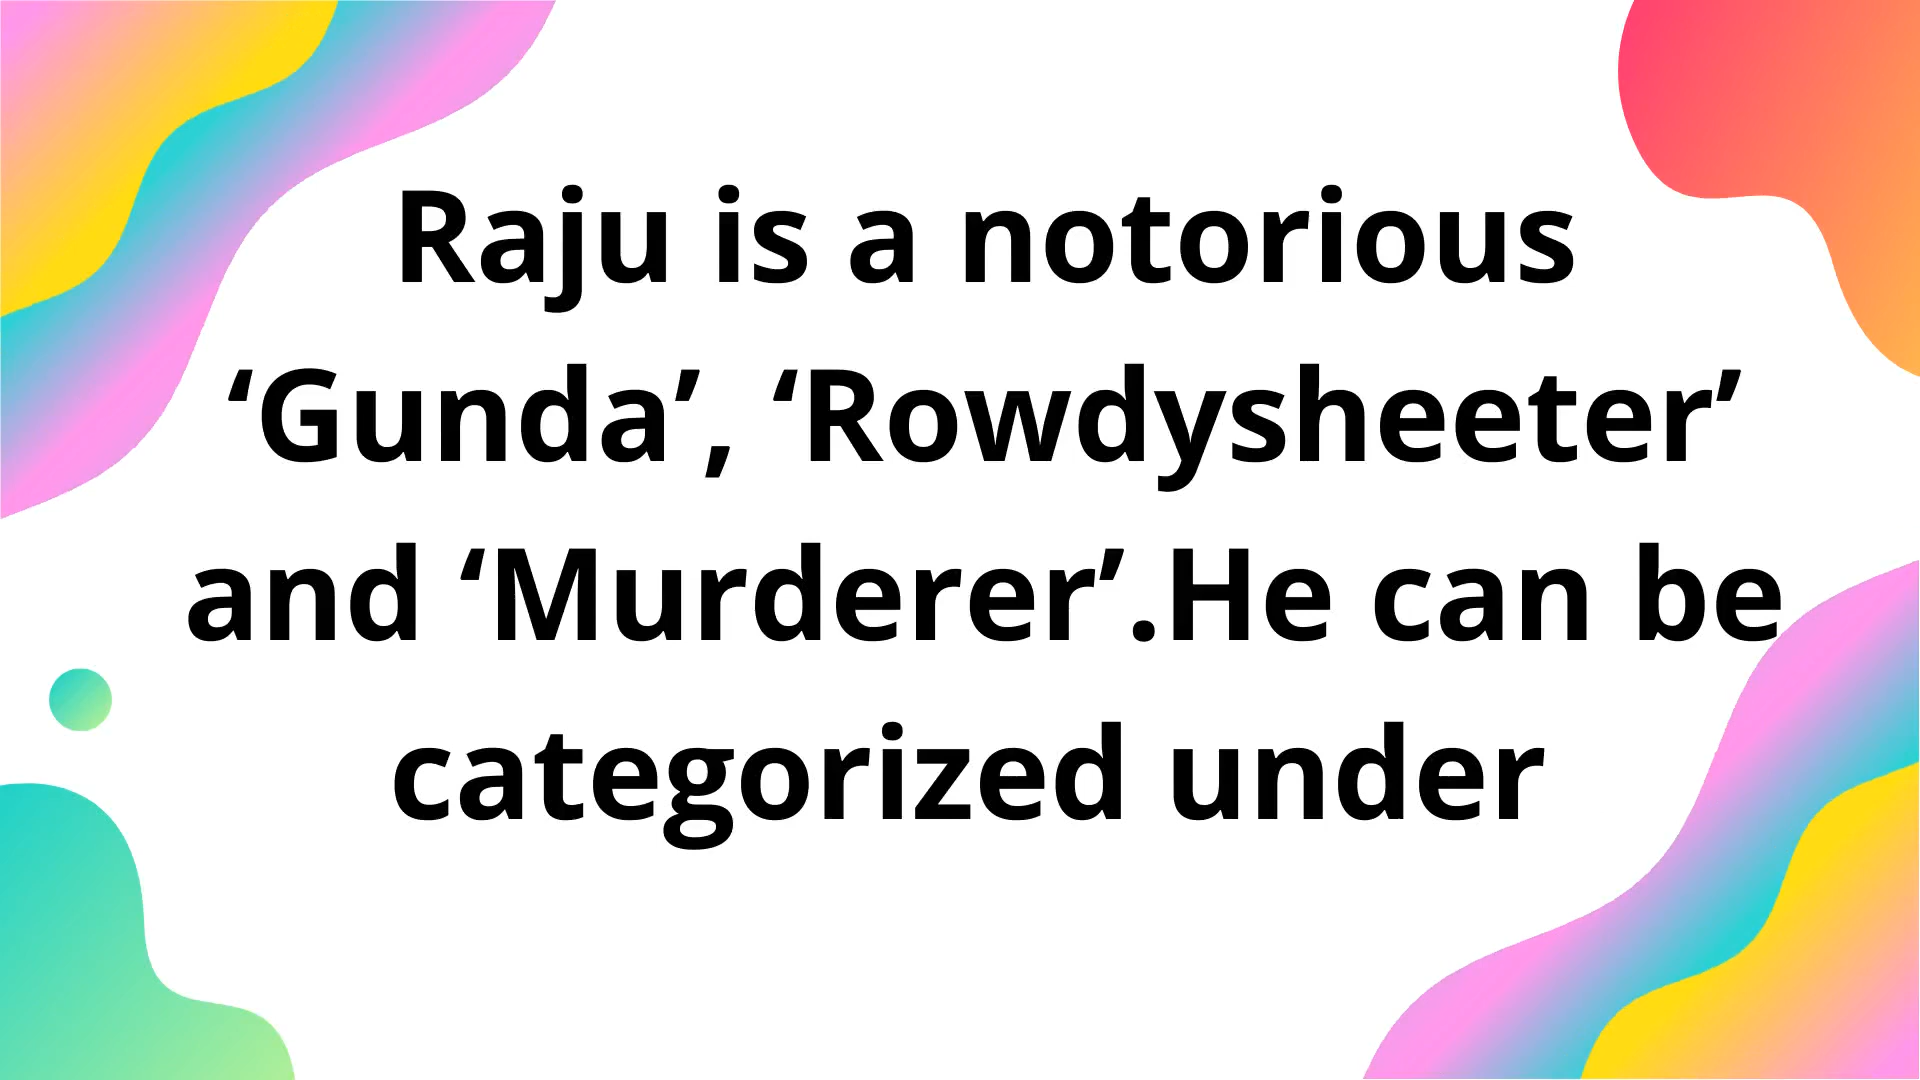 Raju is a notorious
‘Gunda’, ‘Rowdysheeter’
and ‘Murderer’.He can be
categorized under